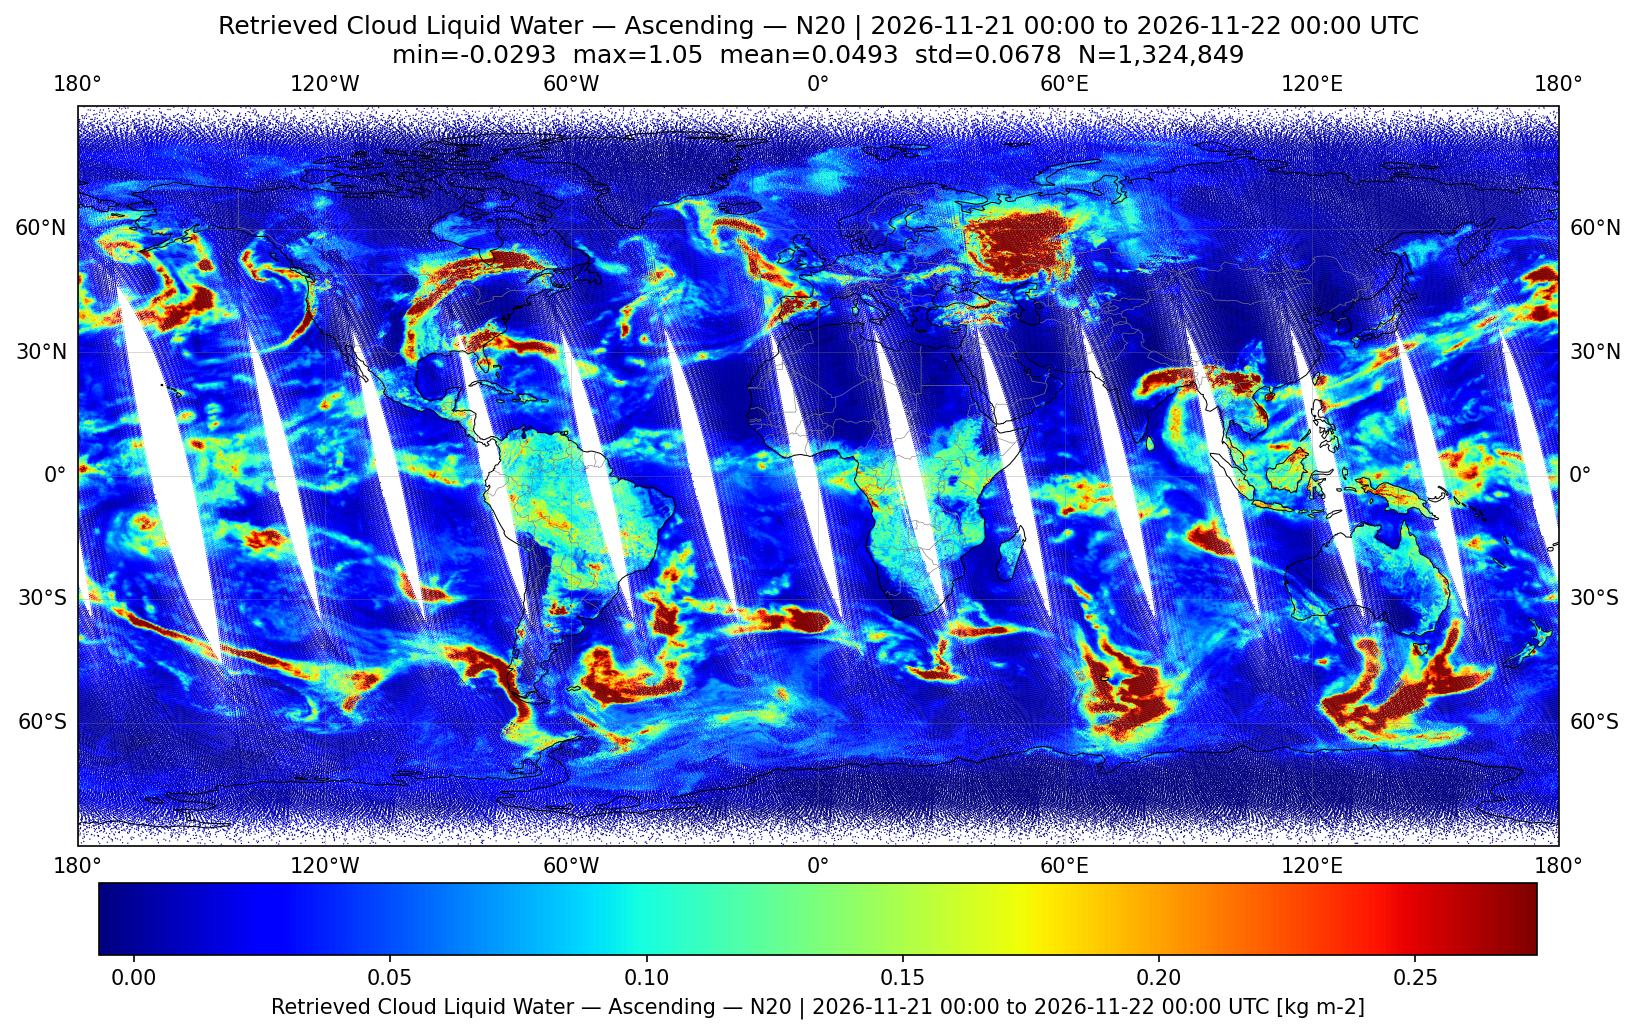 Retrieved Cloud Liquid Water — Ascending — N20 | 2026-11-21 00:00 to 2026-11-22 00:00 UTC
min=-0.0293 max=1.05 mean=0.0493 std=0.0678 N=1,324,849
180° 120°W 60°W 0° 60°E 120°E 180°
60°N 60°N
30°N 30°N
0° 0°
30°S 30°S
60°S 60°S
180° 120°W 60°W 0° 60°E 120°E 180°
0.00 0.05 0.10 0.15 0.20 0.25
Retrieved Cloud Liquid Water — Ascending — N20 | 2026-11-21 00:00 to 2026-11-22 00:00 UTC [kg m-2]